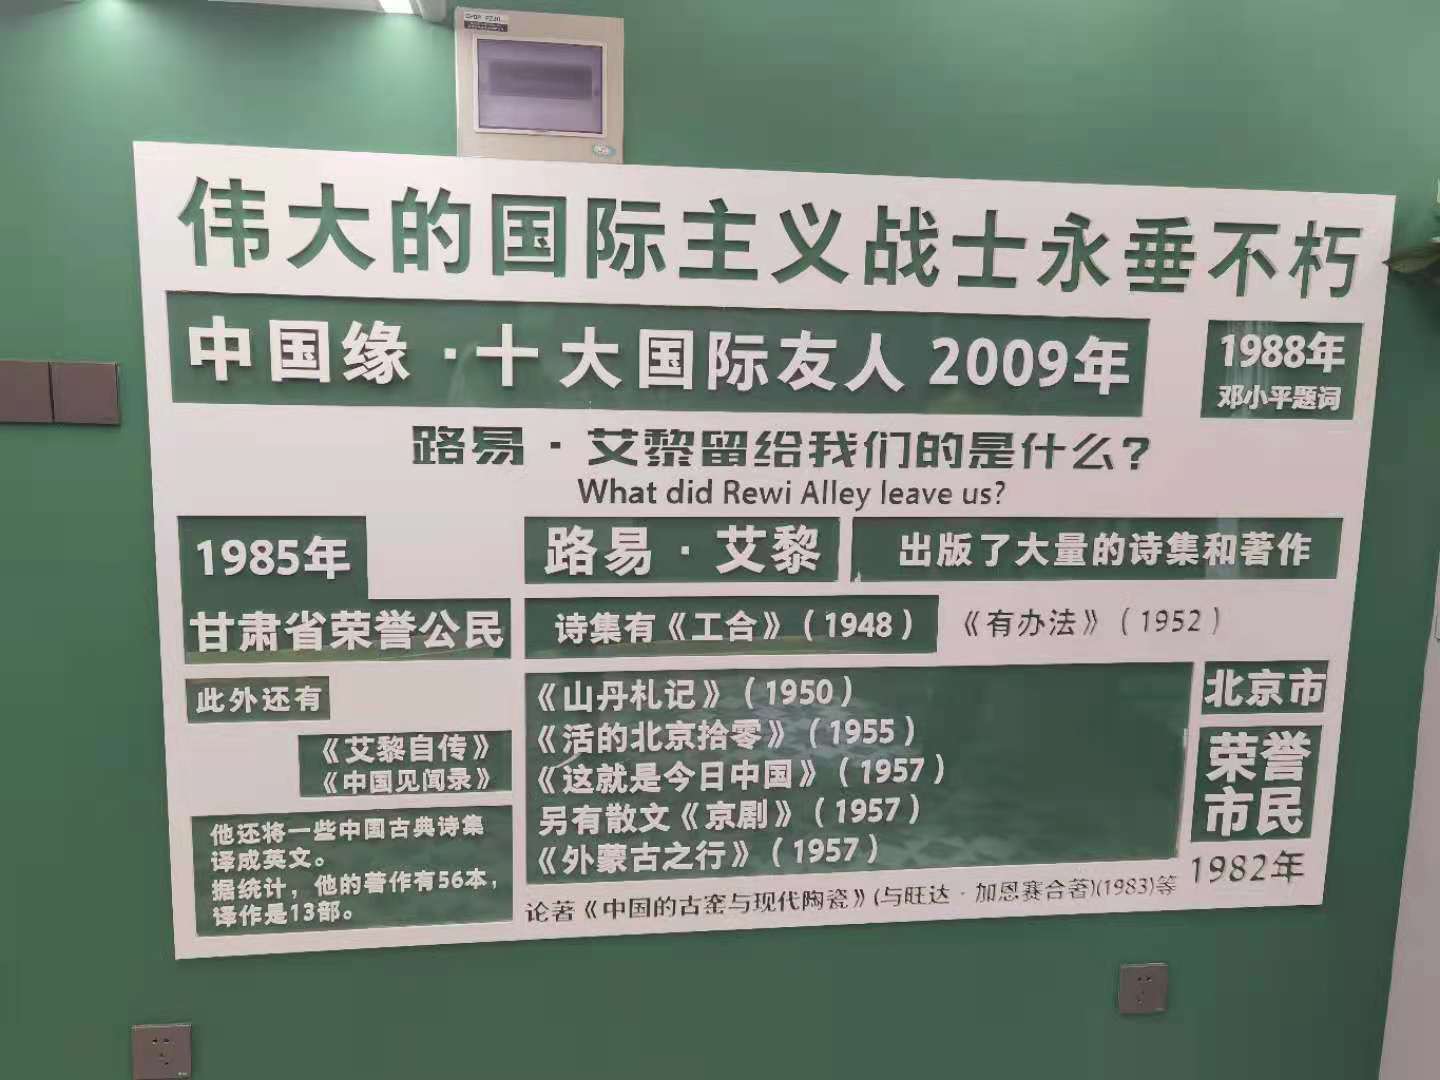 伟大的国际主义战士永垂不朽
中国缘·十大国际友人 2009年
1988年
邓小平题词
路易·艾黎留给我们的是什么？
What did Rewi Alley leave us?
1985年
甘肃省荣誉公民
路易·艾黎
出版了大量的诗集和著作
诗集有《工合》（1948）
《有办法》（1952）
此外还有
《艾黎自传》
《中国见闻录》
他还将一些中国古典诗集
译成英文。
据统计，他的著作有56本，
译作是13部。
《山丹札记》（1950）
《活的北京拾零》（1955）
《这就是今日中国》（1957）
另有散文《京剧》（1957）
《外蒙古之行》（1957）
论著《中国的古窑与现代陶瓷》(与旺达·加恩赛合著)(1983)等
北京市
荣誉
市民
1982年